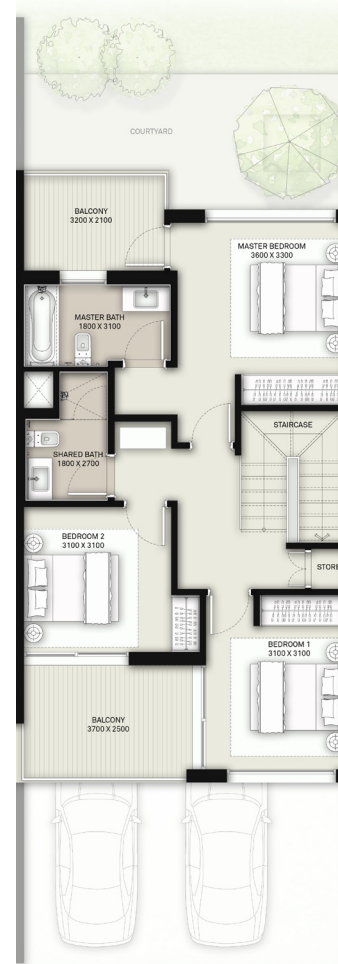 COURTYARD
BALCONY
3200 X 2100
MASTER BEDROOM
3600 X 3300
MASTER BATH
1800 X 3100
STAIRCASE
SHARED BATH
1800 X 2700
BEDROOM 2
3100 X 3100
STORE
BEDROOM 1
3100 X 3100
BALCONY
3700 X 2500